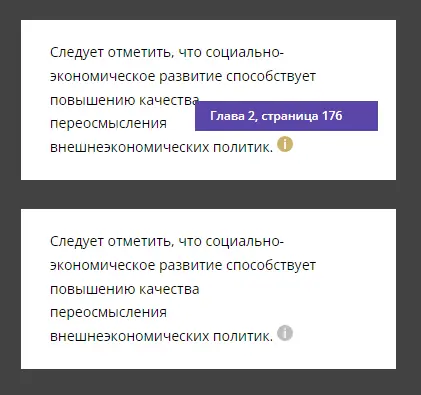 Следует отметить, что социально-
экономическое развитие способствует
повышению качества
Глава 2, страница 176
переосмысления
внешнеэкономических политик. i
Следует отметить, что социально-
экономическое развитие способствует
повышению качества
переосмысления
внешнеэкономических политик. i